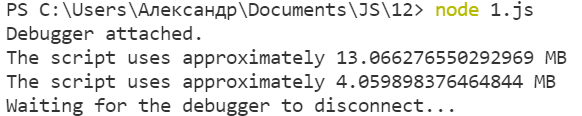 PS C:\Users\Александр\Documents\JS\12> node 1.js
Debugger attached.
The script uses approximately 13.066276550292969 MB
The script uses approximately 4.059898376464844 MB
Waiting for the debugger to disconnect...